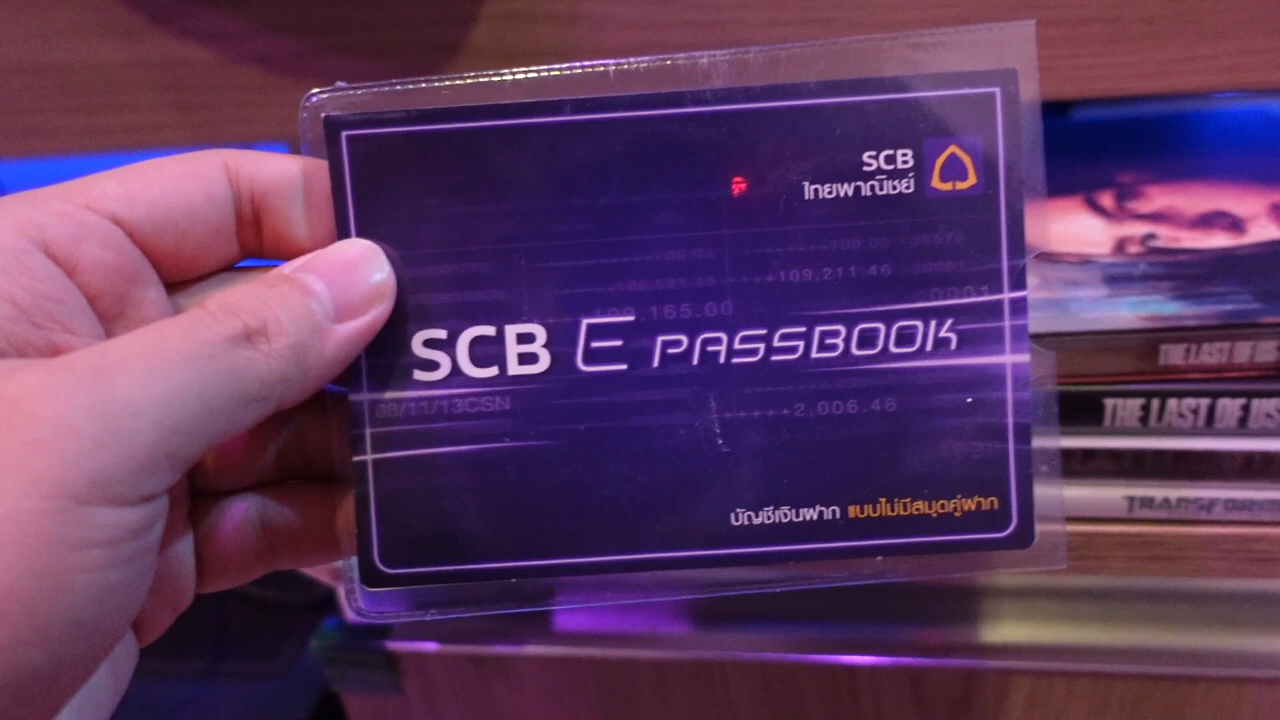 SCB
ไทยพาณิชย์
100.00
109,211.46
165.00
0001
SCB E PASSBOOK
08/11/13CSN
+++++2,006.46
บัญชีเงินฝาก แบบไม่มีสมุดคู่ฝาก
THE LAST OF US
THE LAST OF US
TRANSFORM